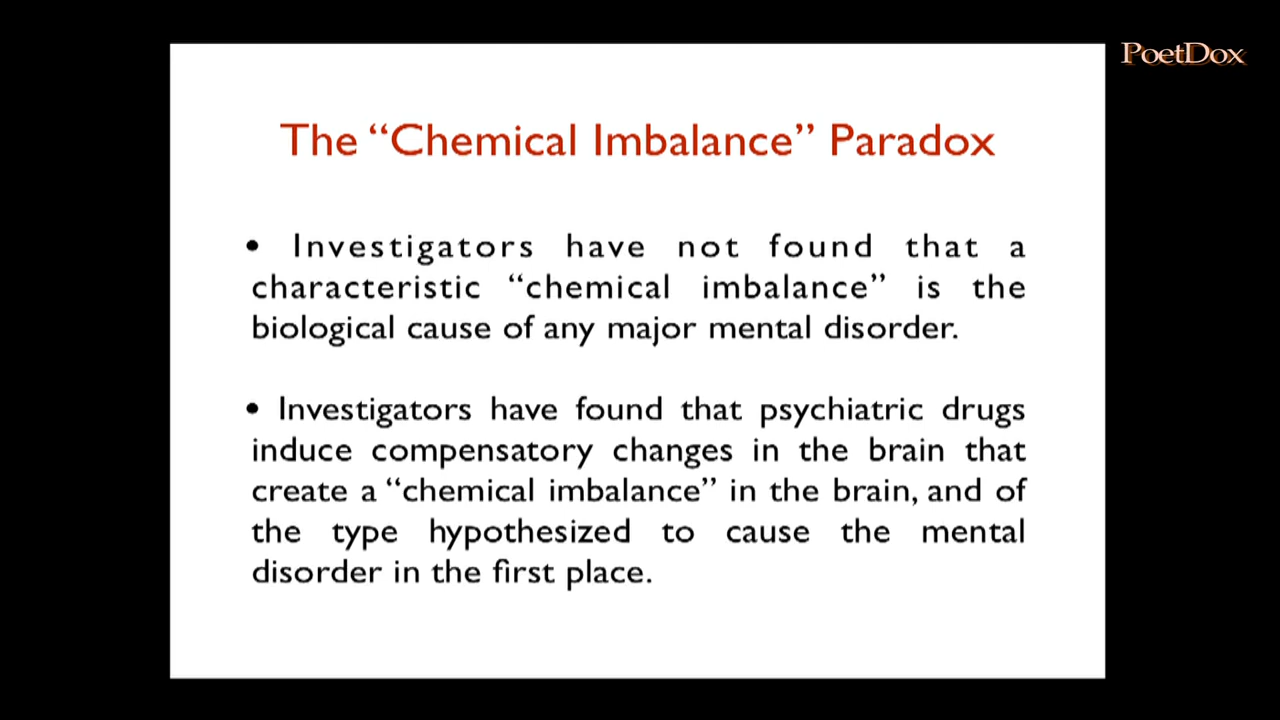 PoetDox
The “Chemical Imbalance” Paradox
• Investigators have not found that a
characteristic “chemical imbalance” is the
biological cause of any major mental disorder.
• Investigators have found that psychiatric drugs
induce compensatory changes in the brain that
create a “chemical imbalance” in the brain, and of
the type hypothesized to cause the mental
disorder in the first place.